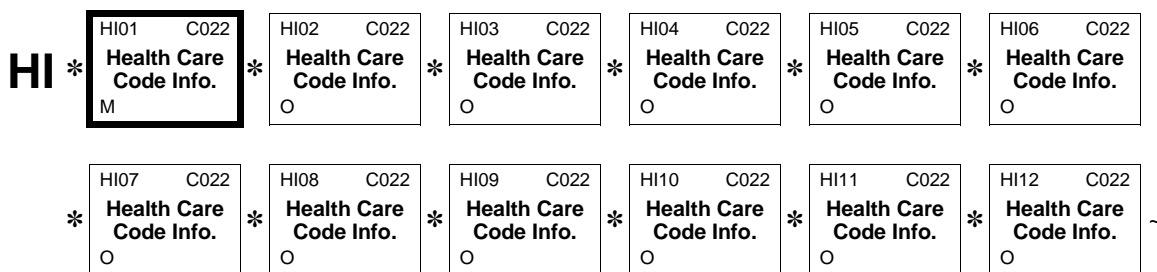 HI01 C022 HI02 C022 HI03 C022 HI04 C022 HI05 C022 HI06 C022
HI * Health Care Code Info. * Health Care Code Info. * Health Care Code Info. * Health Care Code Info. * Health Care Code Info. * Health Care Code Info.
M O O O O O
HI07 C022 HI08 C022 HI09 C022 HI10 C022 HI11 C022 HI12 C022
* Health Care Code Info. * Health Care Code Info. * Health Care Code Info. * Health Care Code Info. * Health Care Code Info. * Health Care Code Info. ~
O O O O O O